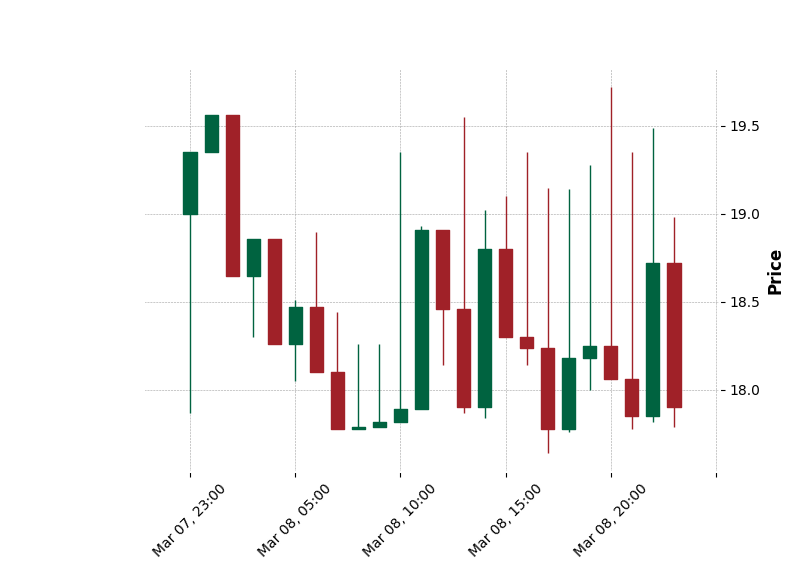 19.5
19.0
18.5
18.0
Price
Mar 07, 23:00
Mar 08, 05:00
Mar 08, 10:00
Mar 08, 15:00
Mar 08, 20:00